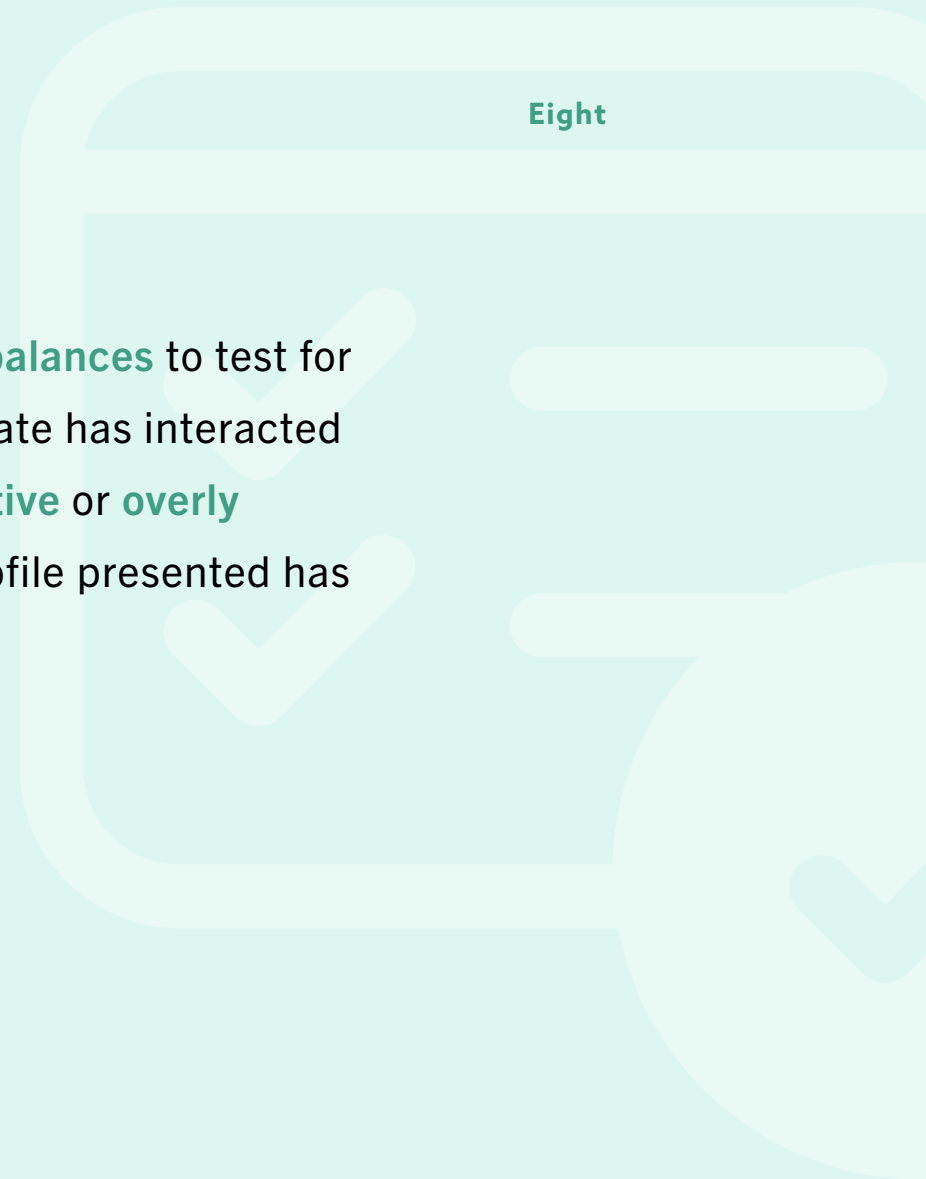 Eight
balances to test for
ate has interacted
tive or overly
ofile presented has